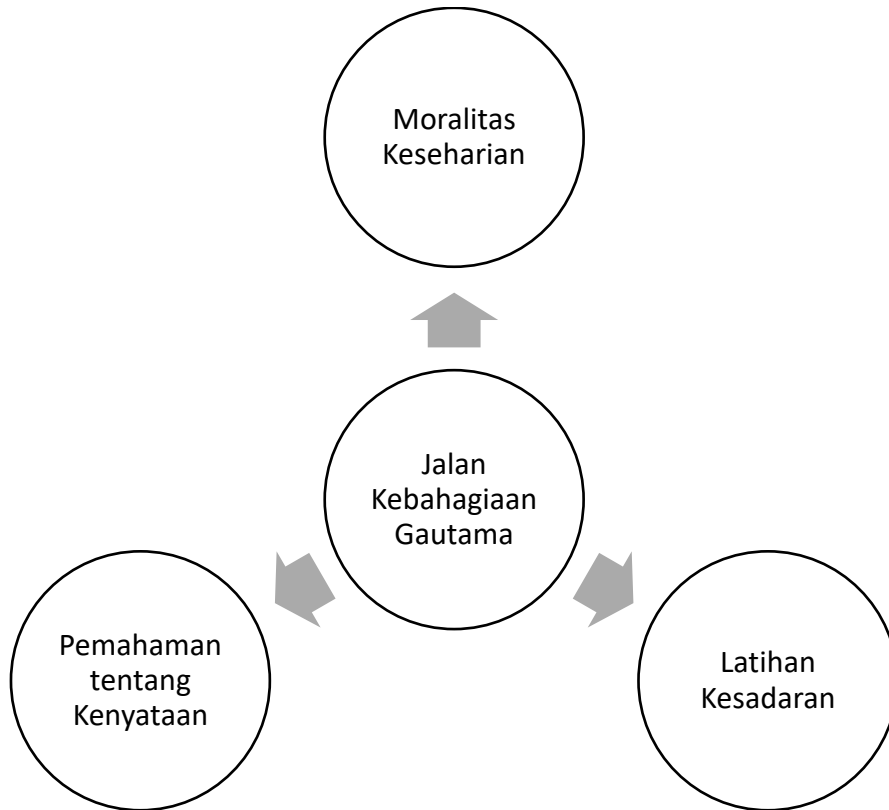 Moralitas
Keseharian
Jalan
Kebahagiaan
Gautama
Pemahaman
tentang
Kenyataan
Latihan
Kesadaran